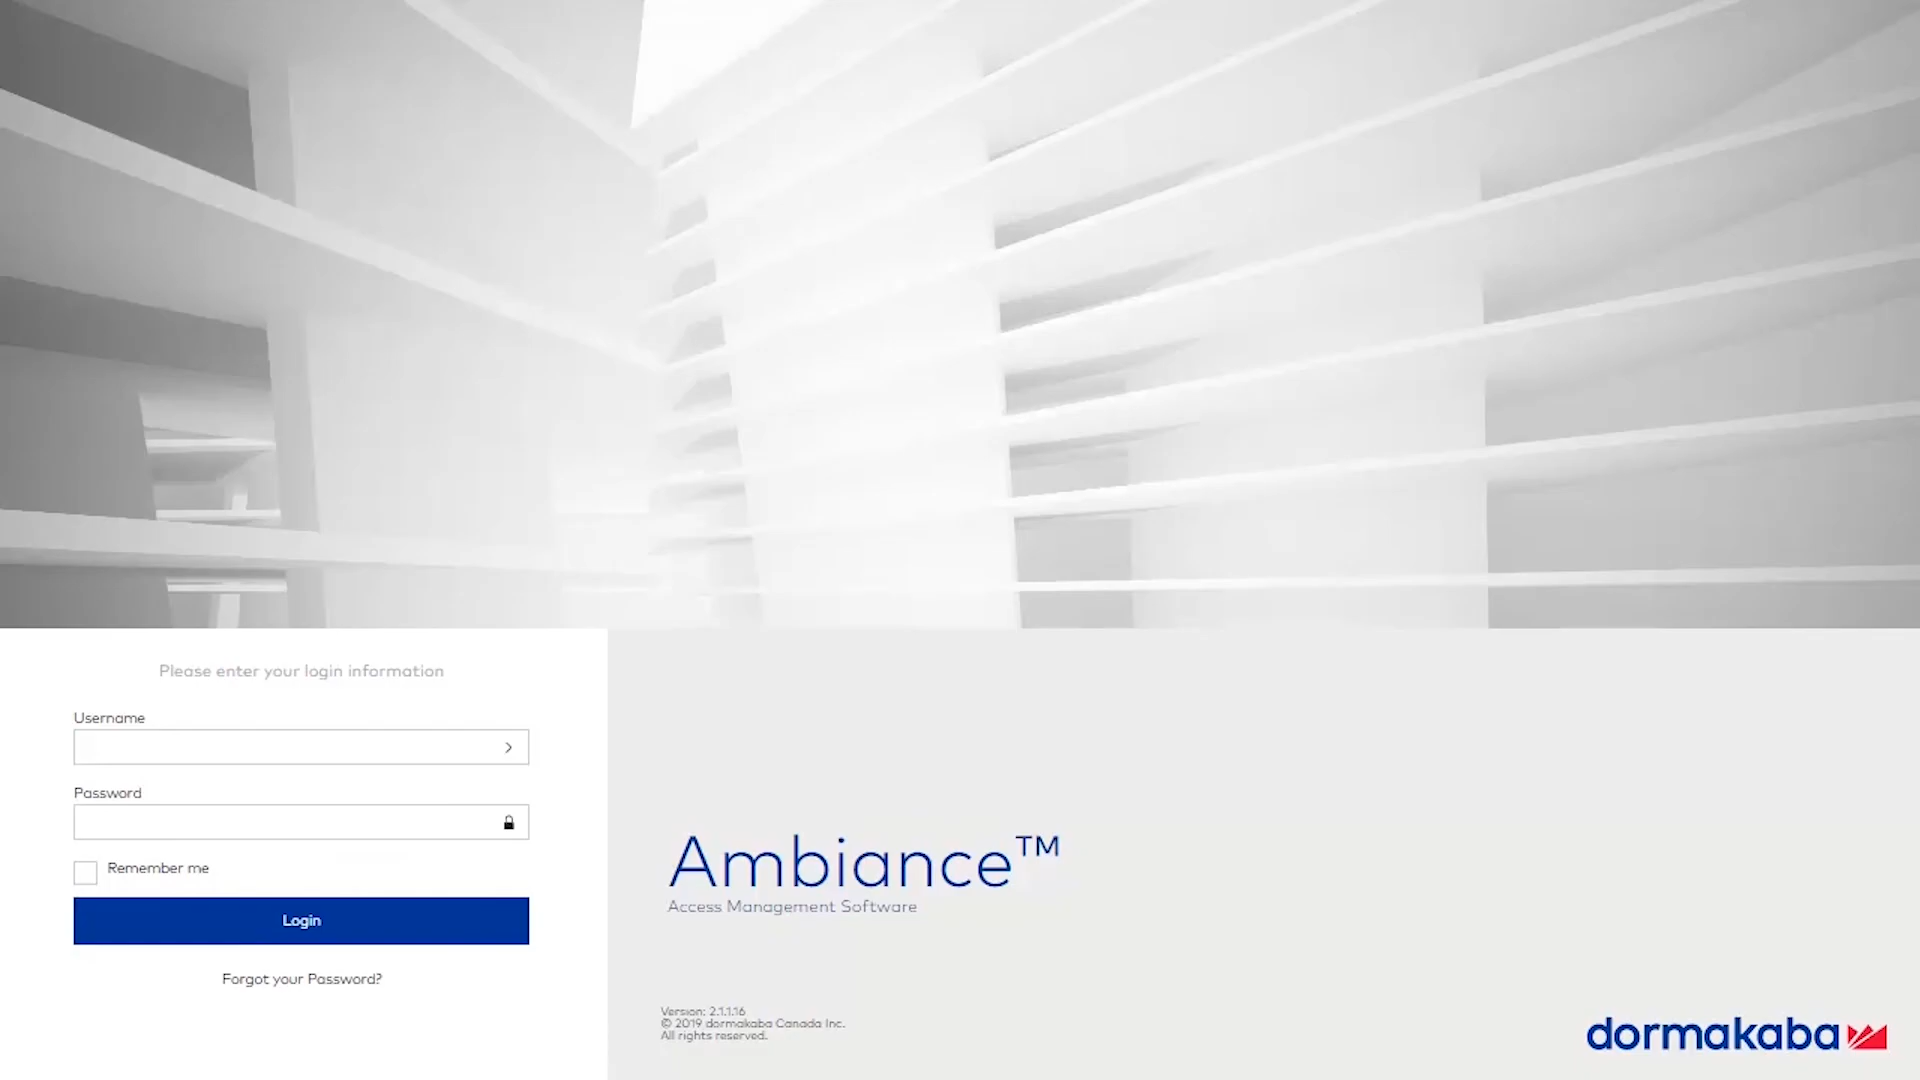 Please enter your login information
Username
Password
Remember me
Login
Forgot your Password?
Ambiance™
Access Management Software
Version: 2.1.1.16
© 2019 dormakaba Canada Inc.
All rights reserved.
dormakaba